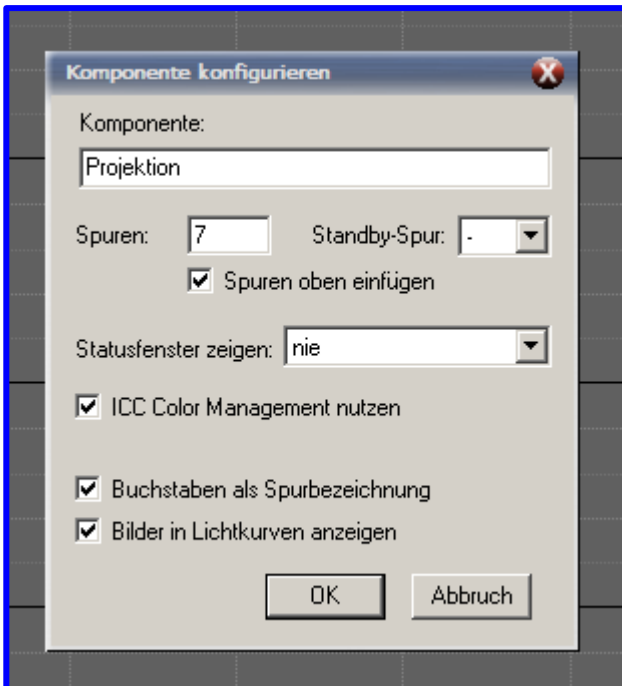 Komponente konfigurieren
Komponente:
Projektion
Spuren: 7 Standby-Spur: -
Spuren oben einfügen
Statusfenster zeigen: nie
ICC Color Management nutzen
Buchstaben als Spurbezeichnung
Bilder in Lichtkurven anzeigen
OK Abbruch